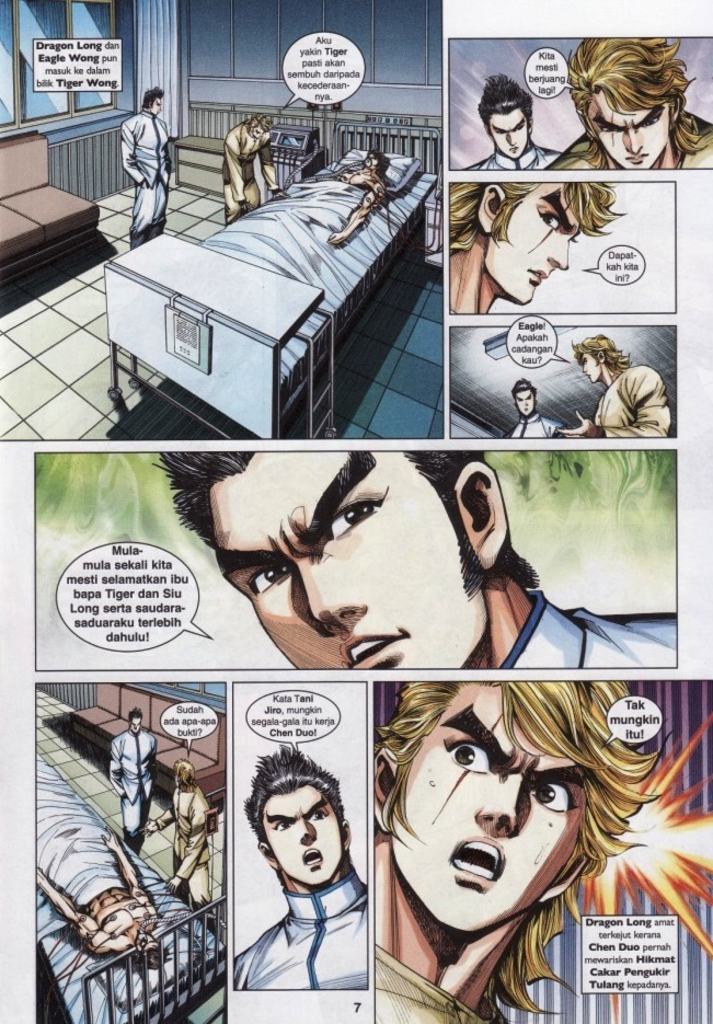 Dragon Long dan
Eagle Wong pun
masuk ke dalam
bilik Tiger Wong.
Aku
yakin Tiger
pasti akan
sembuh daripada
kecederaan-
nya.
Kita
mesti
berjuang
lagi!
Dapat-
kah kita
ini?
Eagle!
Apakah
cadangan
kau?
Mula-
mula sekali kita
mesti selamatkan ibu
bapa Tiger dan Siu
Long serta saudara-
saduaraku terlebih
dahulu!
Sudah
ada apa-apa
bukti?
Kata Tani
Jiro, mungkin
segala-gala itu kerja
Chen Duo!
Tak
mungkin
itu!
Dragon Long amat
terkejut kerana
Chen Duo pernah
mewariskan Hikmat
Cakar Pengukir
Tulang kepadanya.
7